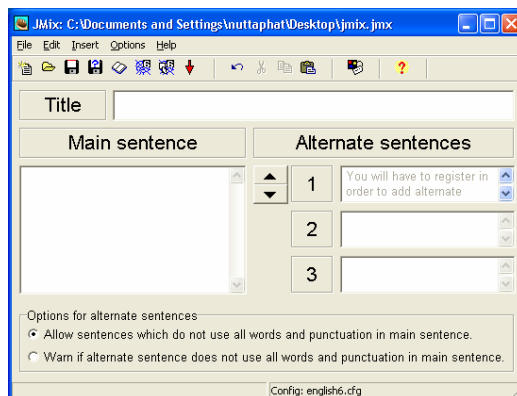 JMix: C:\Documents and Settings\nuttaphat\Desktop\jmix.jmx
File Edit Insert Options Help
Title
Main sentence Alternate sentences
1 You will have to register in
order to add alternate
2
3
Options for alternate sentences
Allow sentences which do not use all words and punctuation in main sentence.
Warn if alternate sentence does not use all words and punctuation in main sentence.
Config: english6.cfg